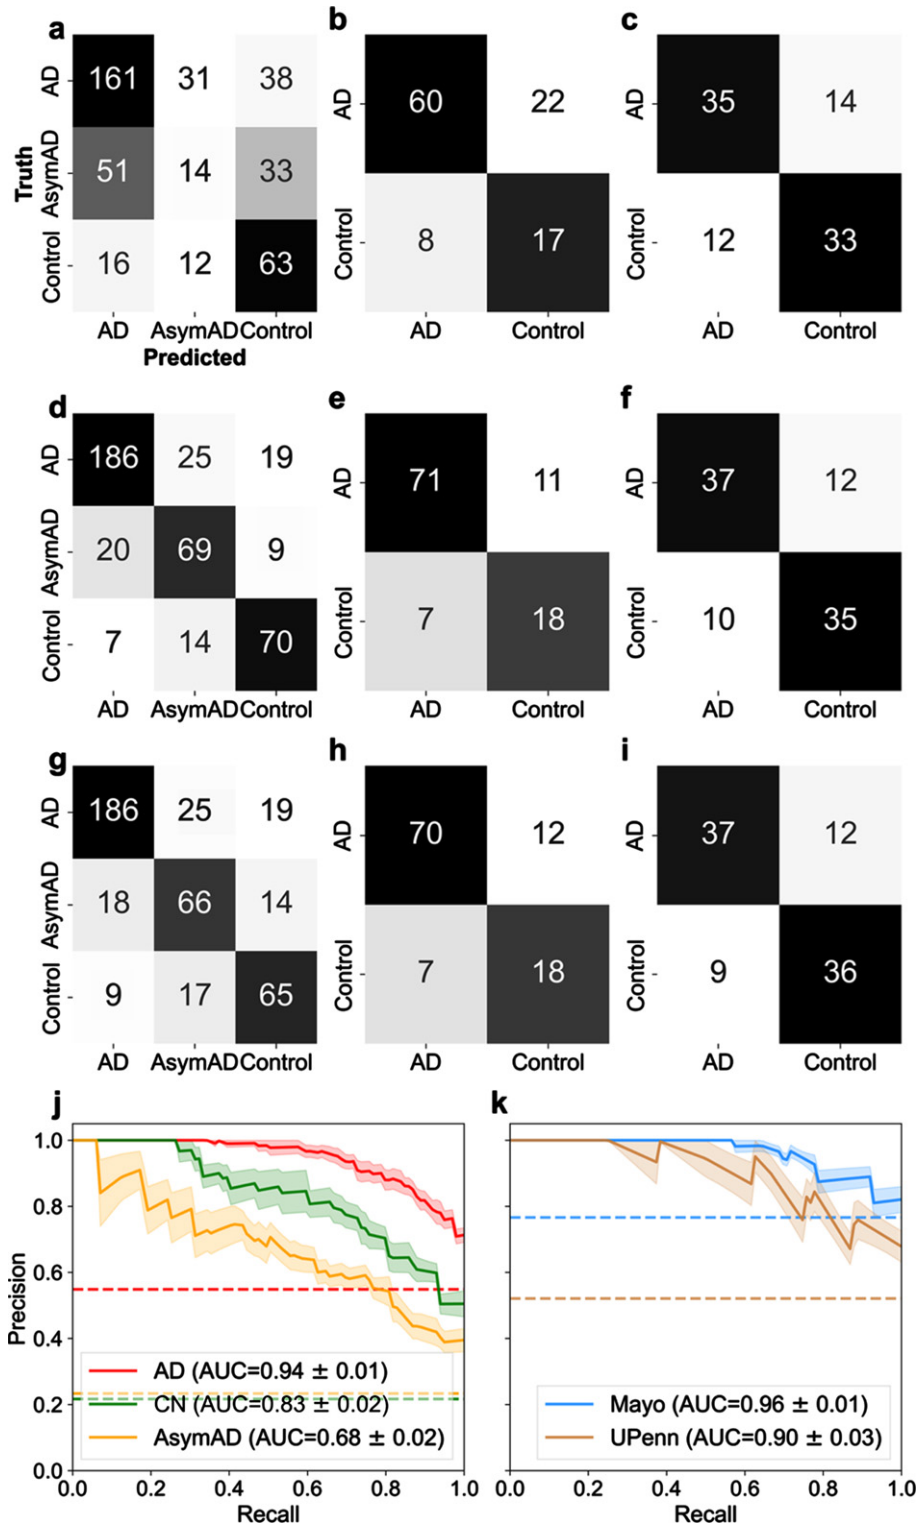 a
b
c
AD
161
31
38
AD
60
22
AD
35
14
Truth
AsymAD
51
14
33
Control
16
12
63
Control
8
17
Control
12
33
AD
AsymAD
Control
Predicted
AD
Control
AD
Control
d
e
f
AD
186
25
19
AD
71
11
AD
37
12
AsymAD
20
69
9
Control
7
14
70
Control
7
18
Control
10
35
AD
AsymAD
Control
AD
Control
AD
Control
g
h
i
AD
186
25
19
AD
70
12
AD
37
12
AsymAD
18
66
14
Control
9
17
65
Control
7
18
Control
9
36
AD
AsymAD
Control
AD
Control
AD
Control
j
k
1.0
0.8
0.6
0.4
0.2
0.0
Precision
AD (AUC=0.94 ± 0.01)
CN (AUC=0.83 ± 0.02)
AsymAD (AUC=0.68 ± 0.02)
Mayo (AUC=0.96 ± 0.01)
UPenn (AUC=0.90 ± 0.03)
0.0 0.2 0.4 0.6 0.8 1.0
Recall
0.0 0.2 0.4 0.6 0.8 1.0
Recall